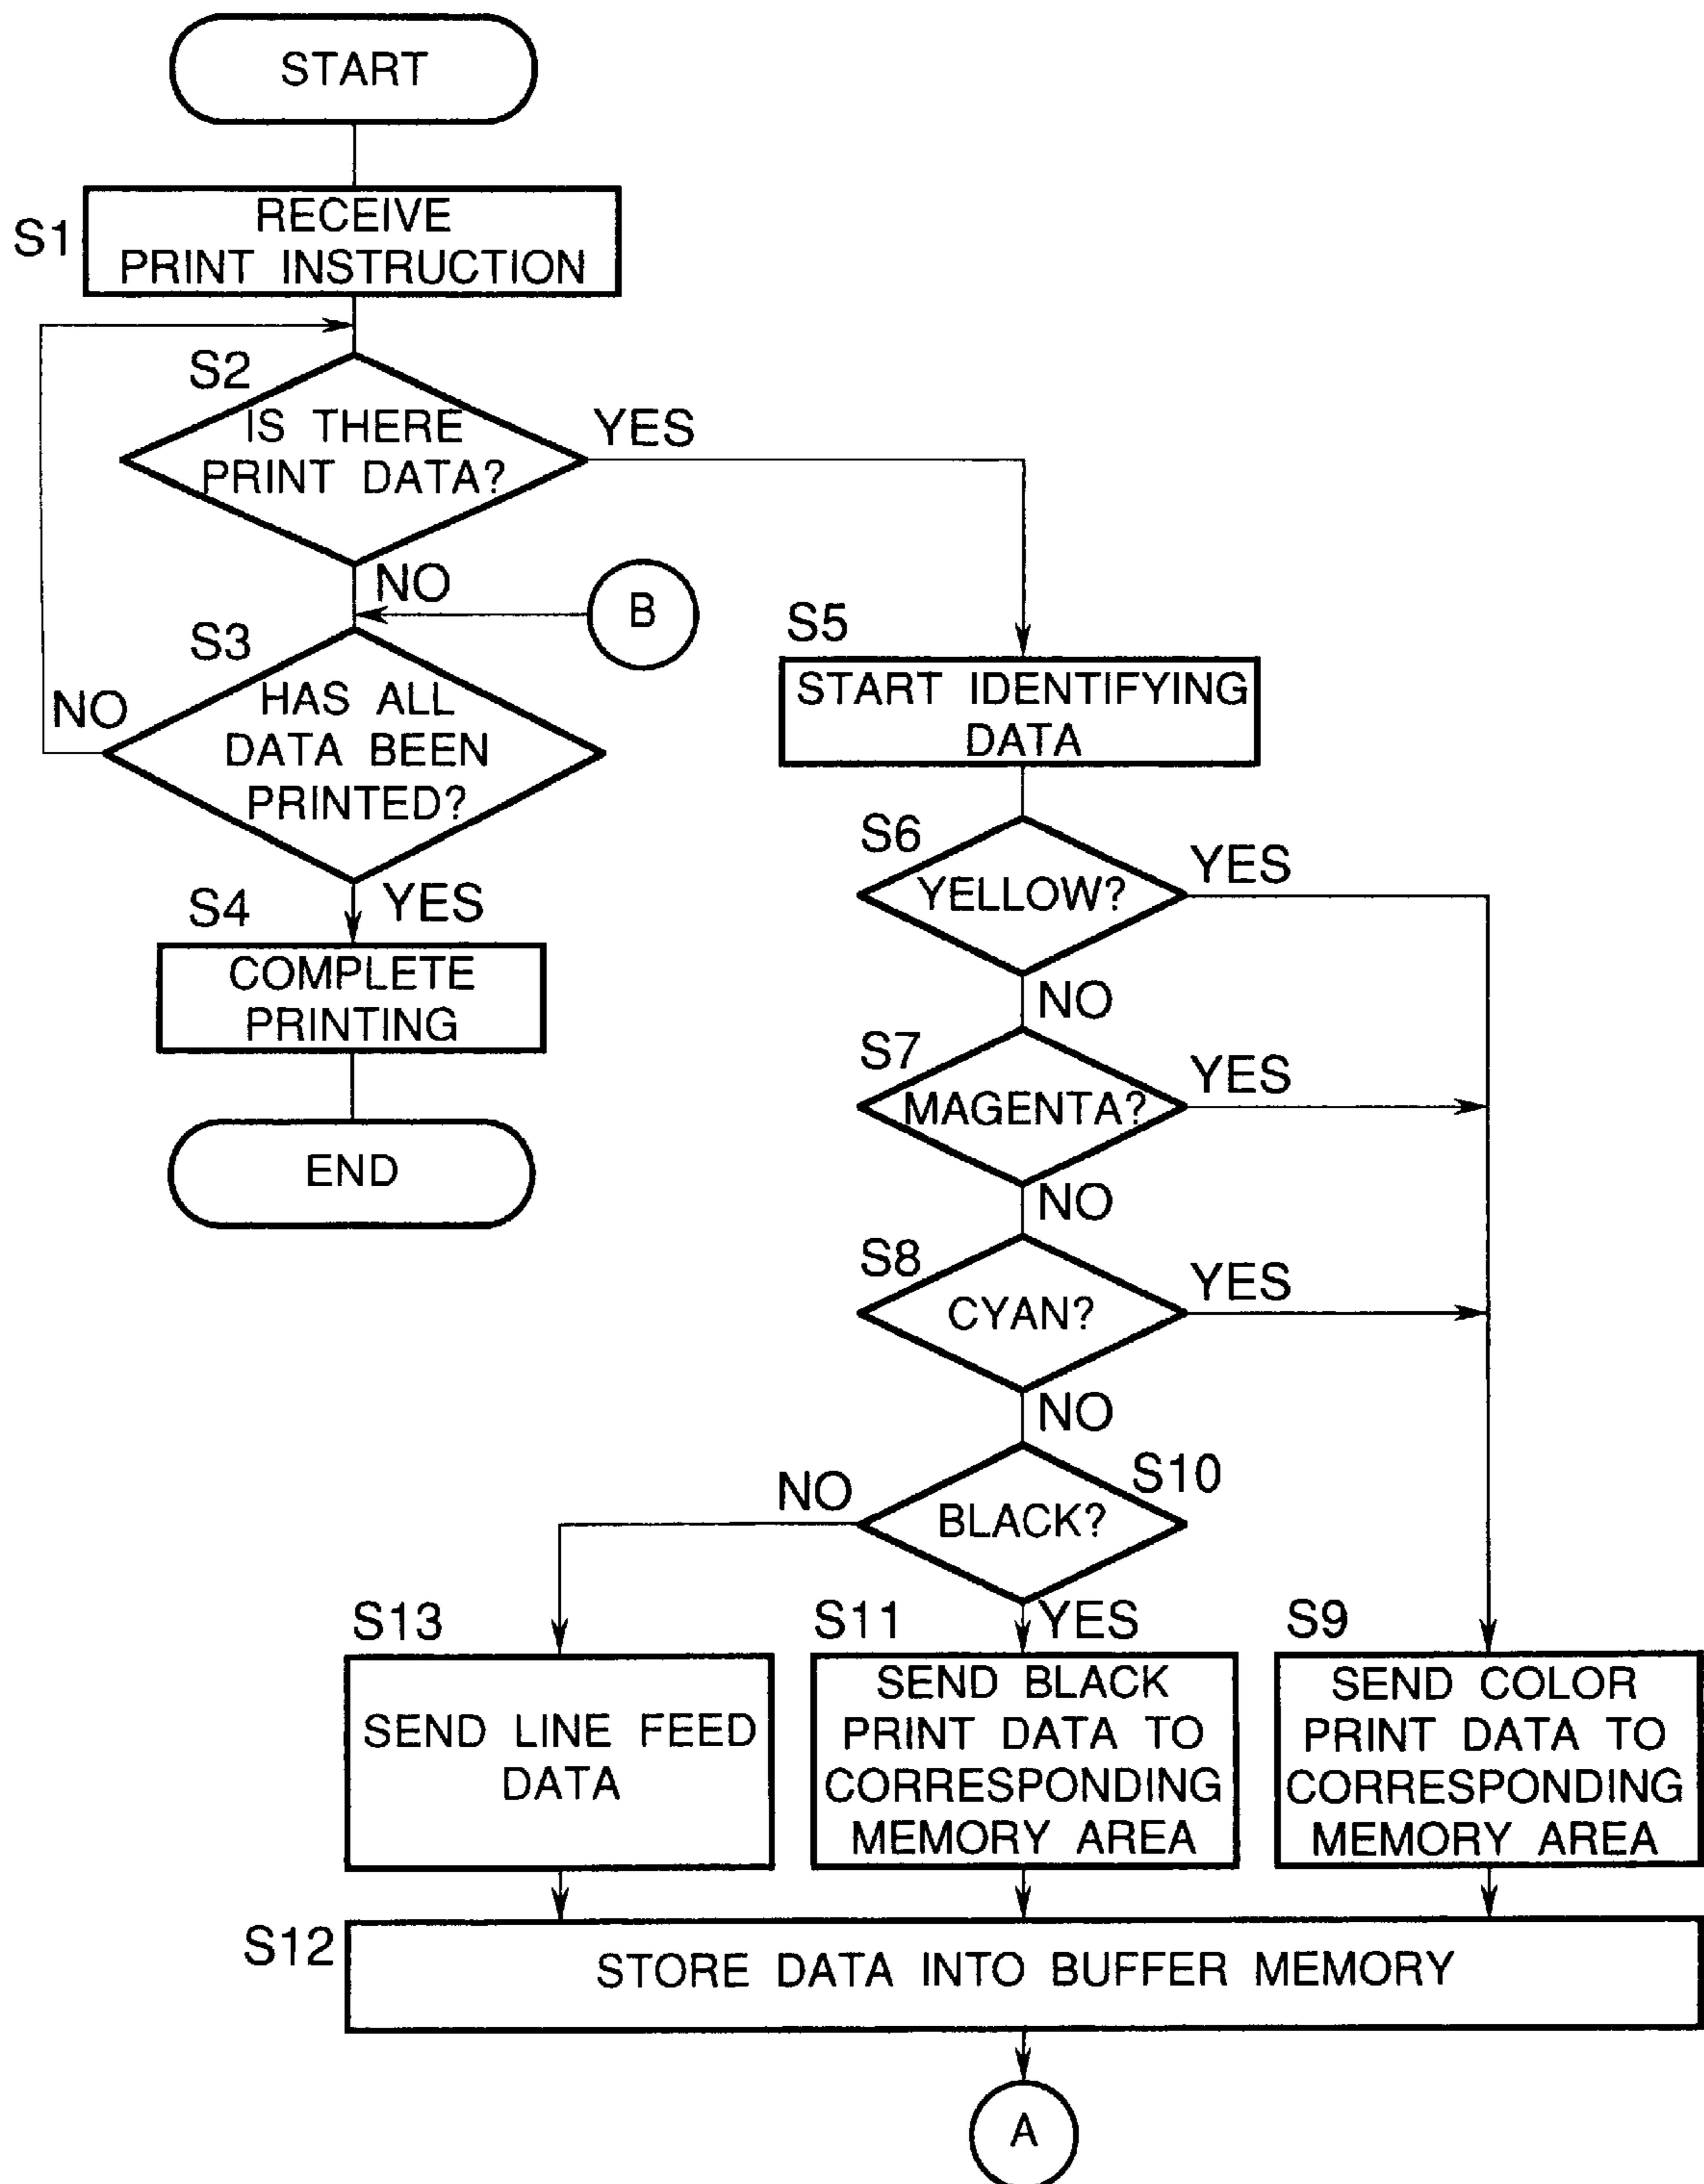 START
S1
RECEIVE
PRINT INSTRUCTION
S2
IS THERE
PRINT DATA?
YES
NO
B
S3
HAS ALL
DATA BEEN
PRINTED?
NO
YES
S4
COMPLETE
PRINTING
END
S5
START IDENTIFYING
DATA
S6
YELLOW?
YES
NO
S7
MAGENTA?
YES
NO
S8
CYAN?
YES
NO
S10
BLACK?
NO
YES
S13
SEND LINE FEED
DATA
S11
SEND BLACK
PRINT DATA TO
CORRESPONDING
MEMORY AREA
S9
SEND COLOR
PRINT DATA TO
CORRESPONDING
MEMORY AREA
S12
STORE DATA INTO BUFFER MEMORY
A